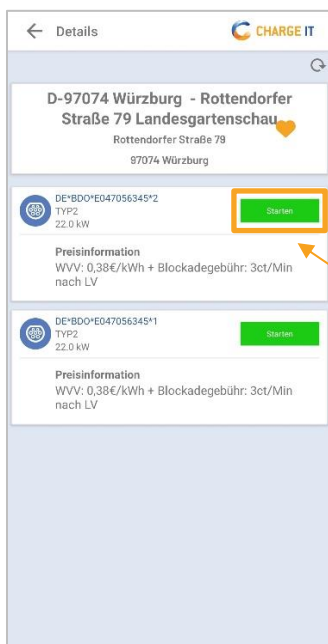 Details
CHARGE IT
D-97074 Würzburg - Rottendorfer
Straße 79 Landesgartenschau
Rottendorfer Straße 79
97074 Würzburg
DE*BDO*E047056345*2
TYP2
22.0 kW
Starten
Preisinformation
WVV: 0,38€/kWh + Blockadegebühr: 3ct/Min
nach LV
DE*BDO*E047056345*1
TYP2
22.0 kW
Starten
Preisinformation
WVV: 0,38€/kWh + Blockadegebühr: 3ct/Min
nach LV